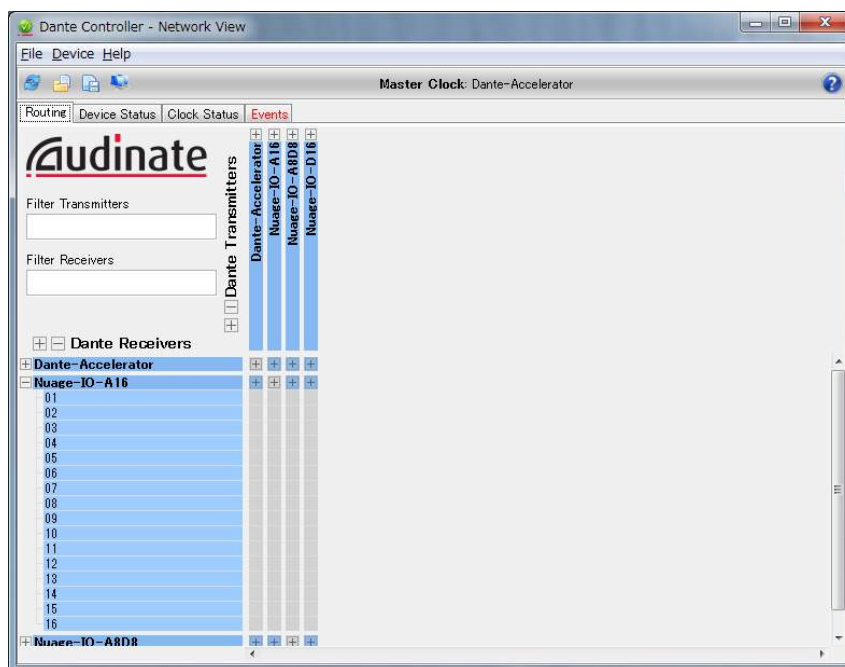 Dante Controller - Network View
File Device Help
Master Clock: Dante-Accelerator
Routing Device Status Clock Status Events
Audinate
Filter Transmitters
Filter Receivers
Dante Transmitters
Dante-Accelerator
Nuage-IO-A16
Nuage-IO-A8D8
Nuage-IO-D16
Dante Receivers
Dante-Accelerator
Nuage-IO-A16
01
02
03
04
05
06
07
08
09
10
11
12
13
14
15
16
Nuage-IO-A8D8